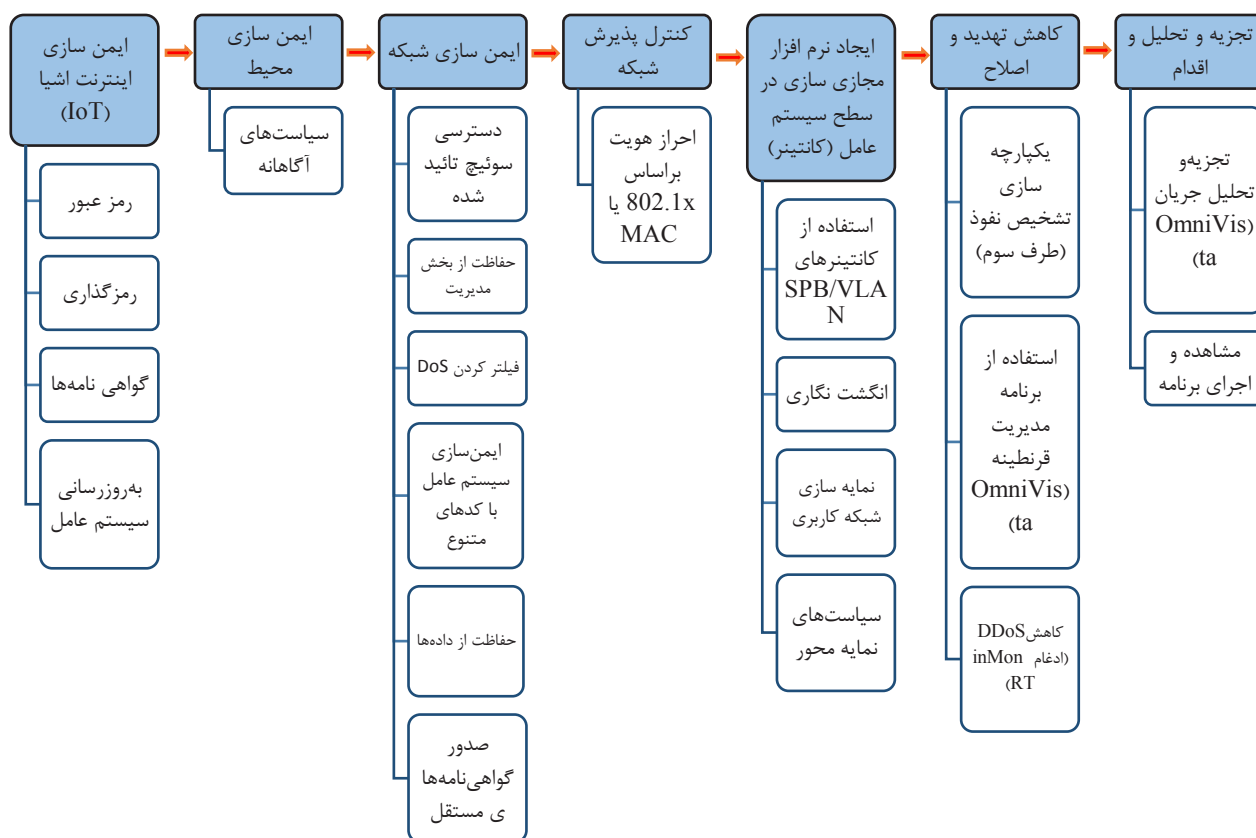 ایمن سازی
اینترنت اشیا
(IoT)
رمز عبور
رمزگذاری
گواهی نامه‌ها
به‌روزرسانی
سیستم عامل
ایمن سازی
محیط
سیاست‌های
آگاهانه
ایمن سازی شبکه
دسترسی
سوئیچ تائید
شده
حفاظت از بخش
مدیریت
فیلتر کردن DoS
ایمن‌سازی
سیستم عامل
با کدهای
متنوع
حفاظت از داده‌ها
صدور
گواهی‌نامه‌ها
ی مستقل
کنترل پذیرش
شبکه
احراز هویت
براساس
802.1x یا
MAC
ایجاد نرم افزار
مجازی سازی در
سطح سیستم
عامل (کانتینر)
استفاده از
کانتینرهای
SPB/VLA
N
انگشت نگاری
نمایه سازی
شبکه کاربری
سیاست‌های
نمایه محور
کاهش تهدید و
اصلاح
یکپارچه
سازی
تشخیص نفوذ
(طرف سوم)
استفاده از
برنامه
مدیریت
قرنطینه
(OmniVis
ta)
کاهش DDoS
(ادغام inMon
RT)
تجزیه و تحلیل و
اقدام
تجزیه‌و
تحلیل جریان
(OmniVis
ta)
مشاهده و
اجرای برنامه